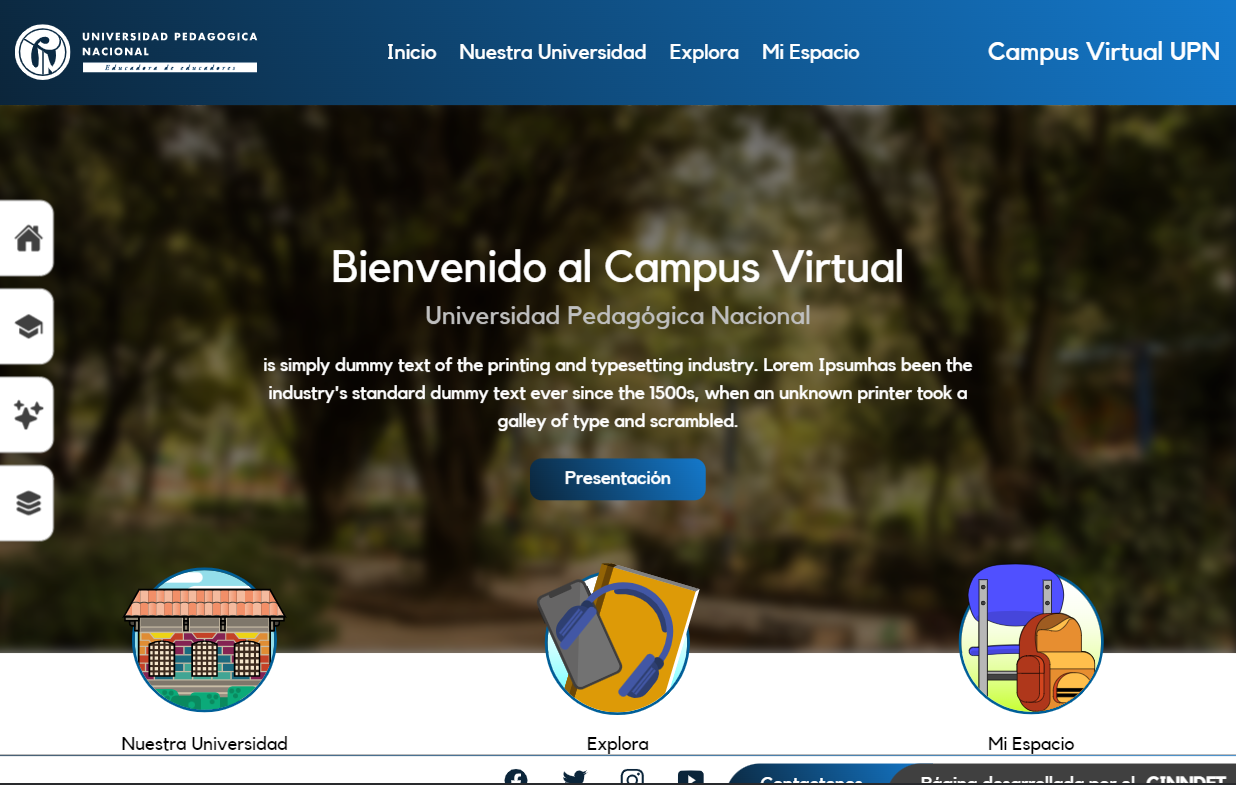 UNIVERSIDAD PEDAGOGICA
NACIONAL
Educadora de educadores
Inicio Nuestra Universidad Explora Mi Espacio
Campus Virtual UPN
Bienvenido al Campus Virtual
Universidad Pedagógica Nacional
is simply dummy text of the printing and typesetting industry. Lorem Ipsumhas been the
industry's standard dummy text ever since the 1500s, when an unknown printer took a
galley of type and scrambled.
Presentación
Nuestra Universidad Explora Mi Espacio
Contactenos Página desarrollada por el CINNDET